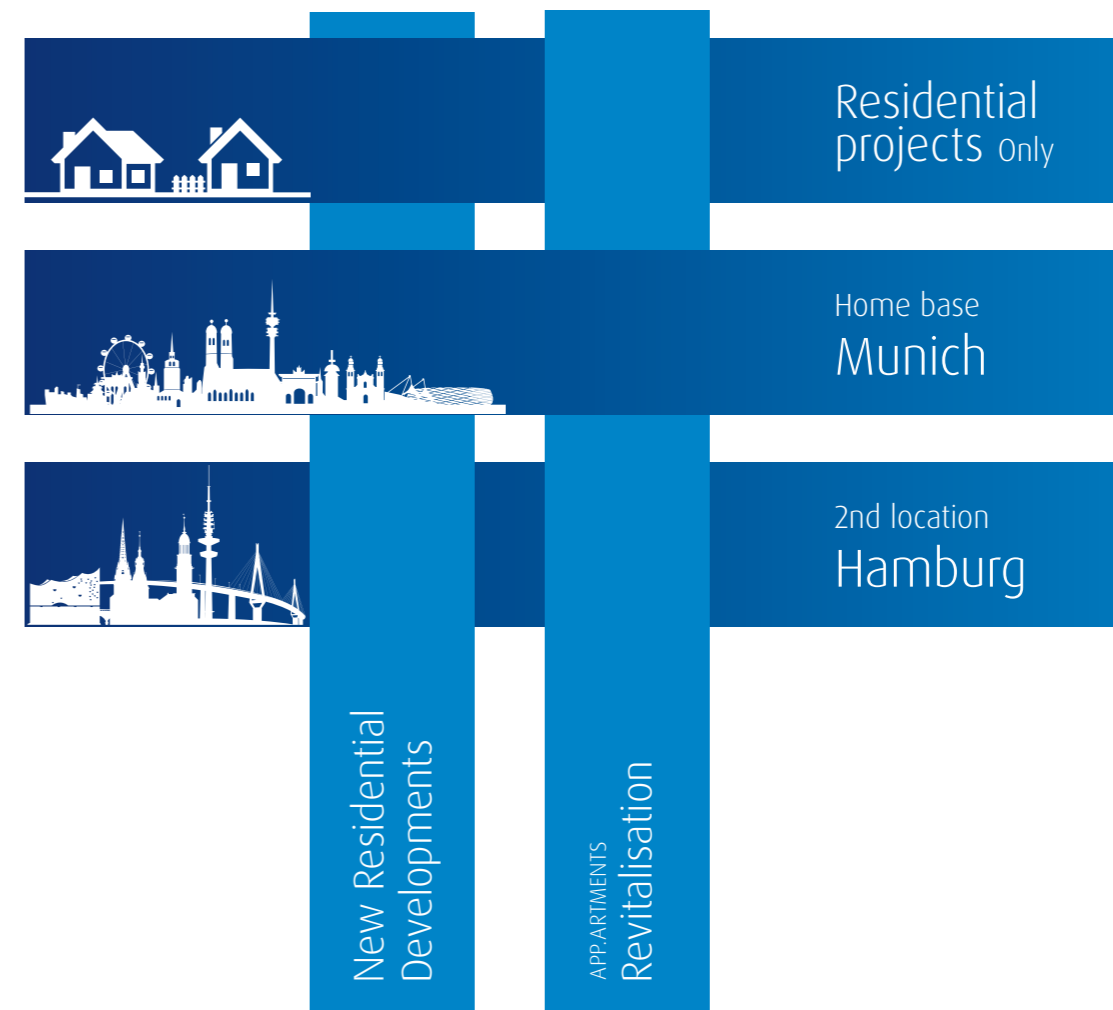 Residential
projects Only
Home base
Munich
2nd location
Hamburg
New Residential
Developments
APP.ARTMENTS
Revitalisation